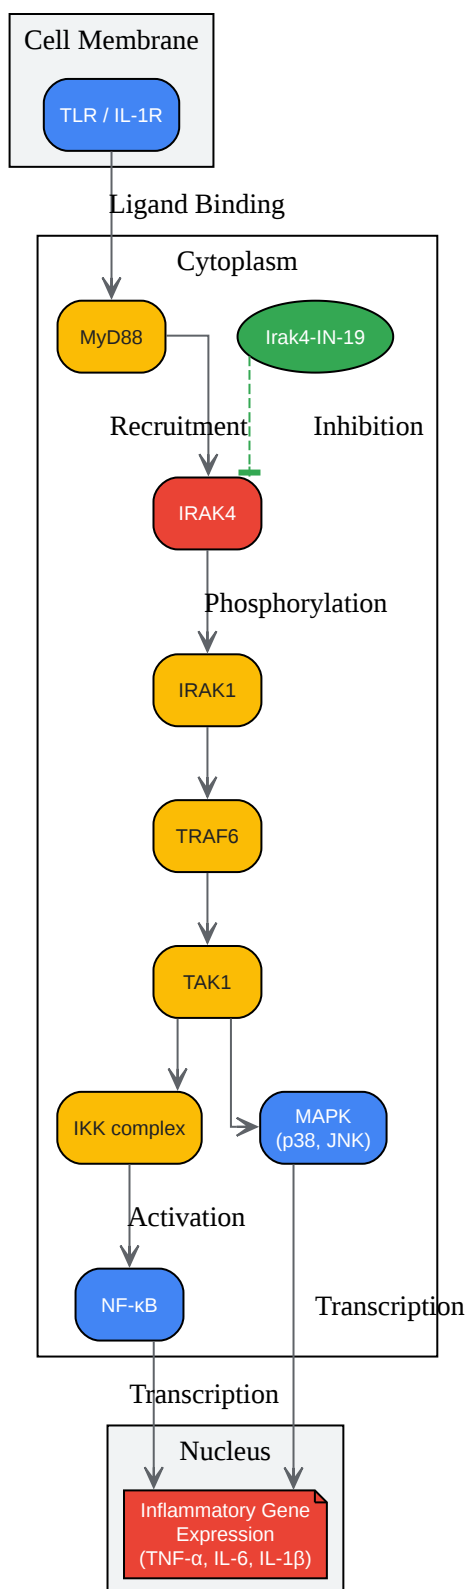 Cell Membrane
TLR / IL-1R
Ligand Binding
Cytoplasm
MyD88
Irak4-IN-19
Recruitment
Inhibition
IRAK4
Phosphorylation
IRAK1
TRAF6
TAK1
IKK complex
MAPK
(p38, JNK)
Activation
NF-κB
Transcription
Transcription
Nucleus
Inflammatory Gene
Expression
(TNF-α, IL-6, IL-1β)